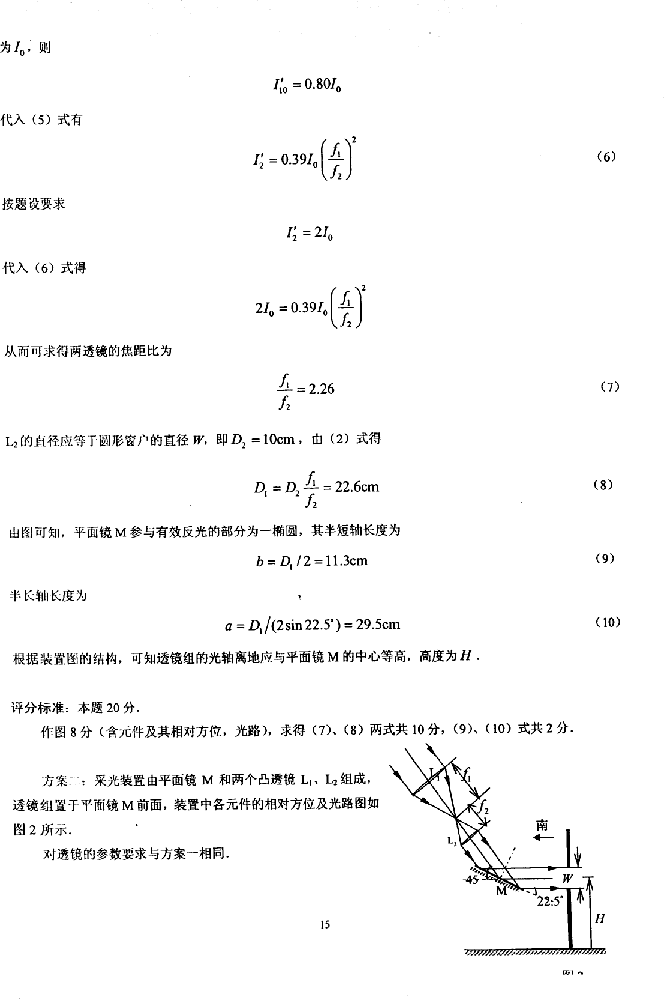 为 I₀，则
I′₁₀ = 0.80I₀
代入（5）式有
I′₂ = 0.39I₀(f₁/f₂)² （6）
按题设要求
I′₂ = 2I₀
代入（6）式得
2I₀ = 0.39I₀(f₁/f₂)²
从而可求得两透镜的焦距比为
f₁/f₂ = 2.26 （7）
L₂的直径应等于圆形窗户的直径 W，即 D₂ = 10cm，由（2）式得
D₁ = D₂ f₁/f₂ = 22.6cm （8）
由图可知，平面镜 M 参与有效反光的部分为一椭圆，其半短轴长度为
b = D₁ / 2 = 11.3cm （9）
半长轴长度为
a = D₁/(2sin 22.5°) = 29.5cm （10）
根据装置图的结构，可知透镜组的光轴离地应与平面镜 M 的中心等高，高度为 H．
评分标准：本题 20 分．
作图 8 分（含元件及其相对方位，光路），求得（7）、（8）两式共 10 分，（9）、（10）式共 2 分．
方案二：采光装置由平面镜 M 和两个凸透镜 L₁、L₂ 组成，
透镜组置于平面镜 M 前面，装置中各元件的相对方位及光路图如
图 2 所示．
对透镜的参数要求与方案一相同．
L₁
f₁
f₂
L₂
南
45
M
W
22.5°
H
15